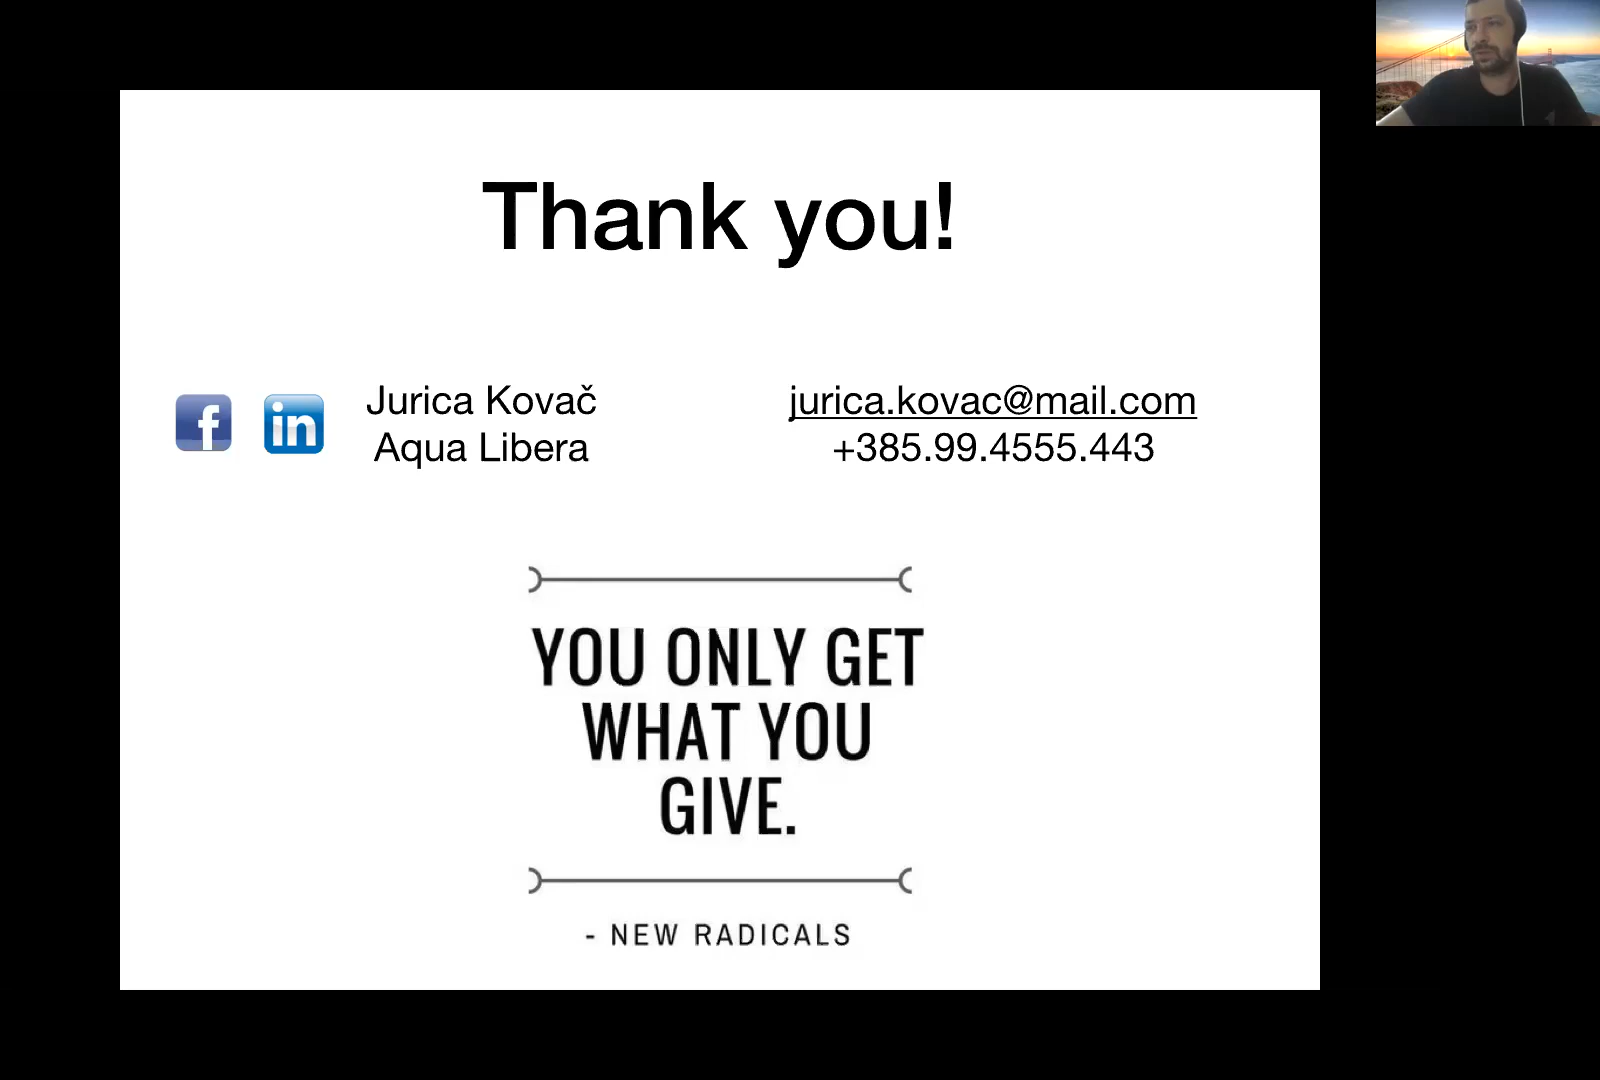 Thank you!
f in Jurica Kovač jurica.kovac@mail.com
Aqua Libera +385.99.4555.443
YOU ONLY GET
WHAT YOU
GIVE.
- NEW RADICALS